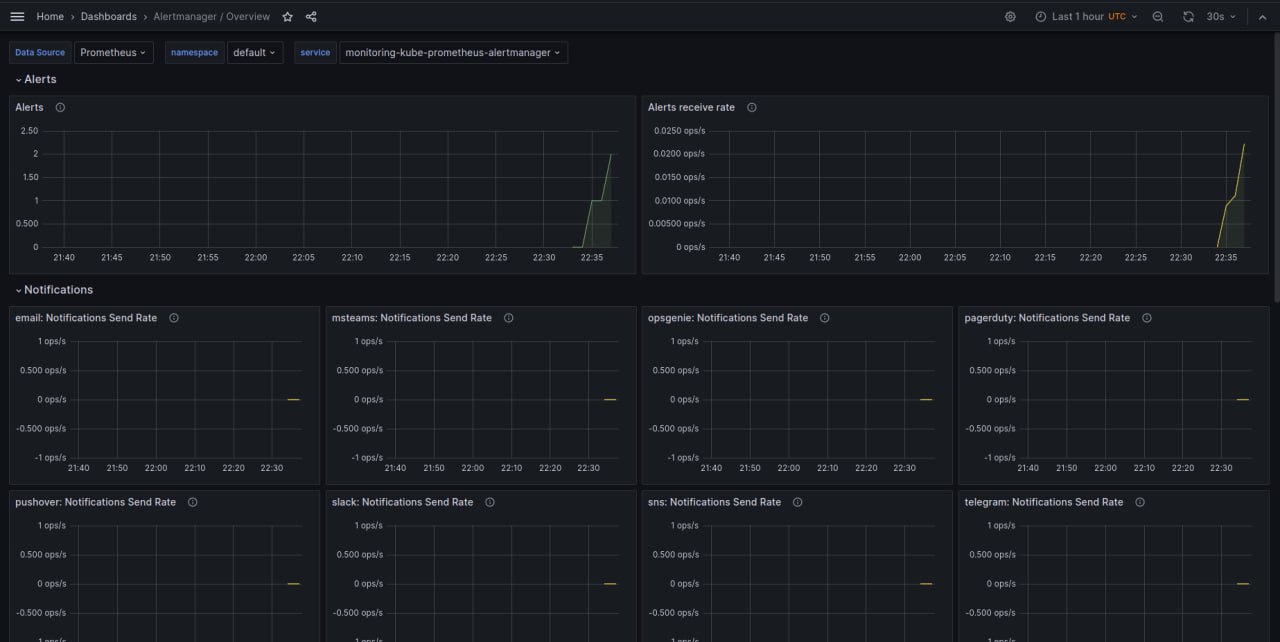 Home > Dashboards > Alertmanager / Overview
Last 1 hour UTC
30s
Data Source Prometheus namespace default service monitoring-kube-prometheus-alertmanager
Alerts
Alerts
2.50
2
1.50
1
0.500
0
21:40 21:45 21:50 21:55 22:00 22:05 22:10 22:15 22:20 22:25 22:30 22:35
Alerts receive rate
0.0250 ops/s
0.0200 ops/s
0.0150 ops/s
0.0100 ops/s
0.00500 ops/s
0 ops/s
21:40 21:45 21:50 21:55 22:00 22:05 22:10 22:15 22:20 22:25 22:30 22:35
Notifications
email: Notifications Send Rate
1 ops/s
0.500 ops/s
0 ops/s
-0.500 ops/s
-1 ops/s
21:40 21:50 22:00 22:10 22:20 22:30
msteams: Notifications Send Rate
1 ops/s
0.500 ops/s
0 ops/s
-0.500 ops/s
-1 ops/s
21:40 21:50 22:00 22:10 22:20 22:30
opsgenie: Notifications Send Rate
1 ops/s
0.500 ops/s
0 ops/s
-0.500 ops/s
-1 ops/s
21:40 21:50 22:00 22:10 22:20 22:30
pagerduty: Notifications Send Rate
1 ops/s
0.500 ops/s
0 ops/s
-0.500 ops/s
-1 ops/s
21:40 21:50 22:00 22:10 22:20 22:30
pushover: Notifications Send Rate
1 ops/s
0.500 ops/s
0 ops/s
-0.500 ops/s
-1 ops/s
slack: Notifications Send Rate
1 ops/s
0.500 ops/s
0 ops/s
-0.500 ops/s
-1 ops/s
sns: Notifications Send Rate
1 ops/s
0.500 ops/s
0 ops/s
-0.500 ops/s
-1 ops/s
telegram: Notifications Send Rate
1 ops/s
0.500 ops/s
0 ops/s
-0.500 ops/s
-1 ops/s